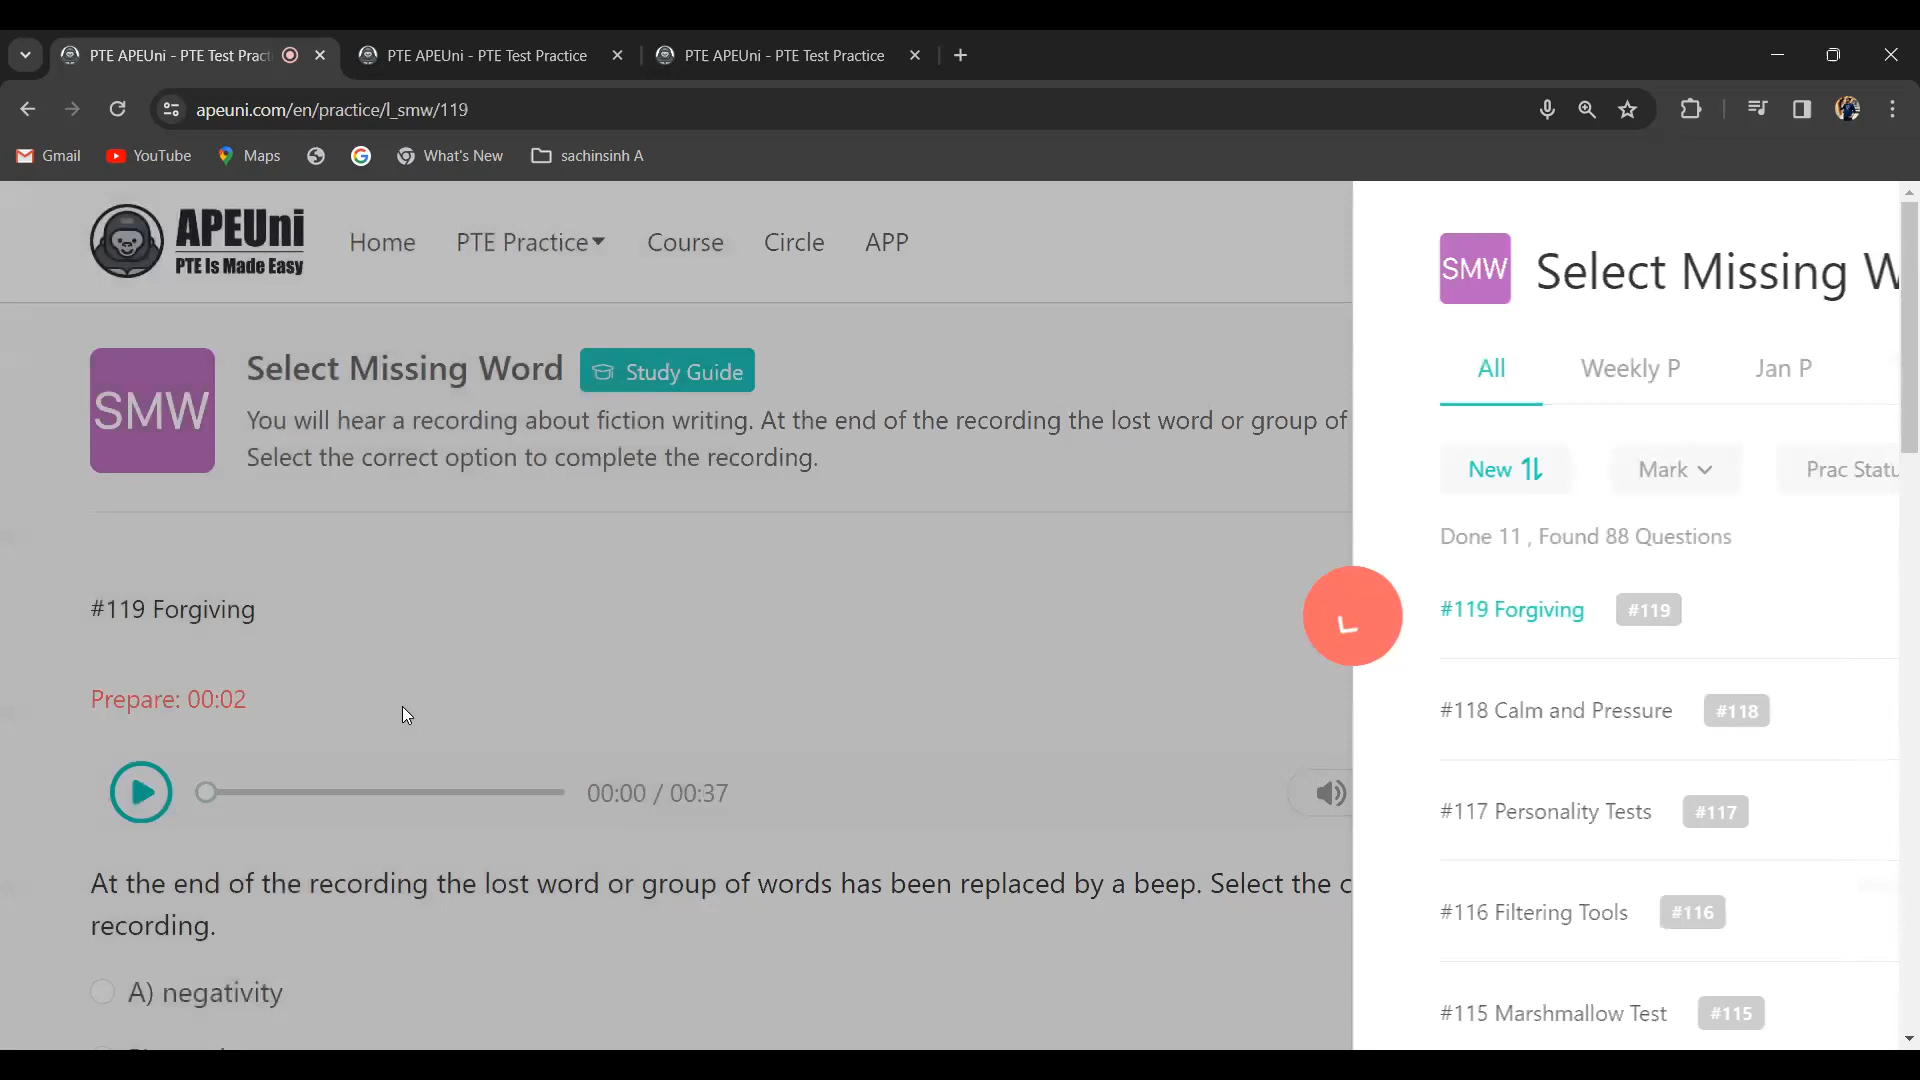 PTE APEUni - PTE Test Pract
PTE APEUni - PTE Test Practice
PTE APEUni - PTE Test Practice
apeuni.com/en/practice/l_smw/119
Gmail
YouTube
Maps
What's New
sachinsinh A
APEUni
PTE Is Made Easy
Home
PTE Practice
Course
Circle
APP
SMW
Select Missing Word
Study Guide
You will hear a recording about fiction writing. At the end of the recording the lost word or group of
Select the correct option to complete the recording.
#119 Forgiving
Prepare: 00:02
00:00 / 00:37
At the end of the recording the lost word or group of words has been replaced by a beep. Select the c
recording.
A) negativity
SMW
Select Missing W
All
Weekly P
Jan P
New
Mark
Prac Statu
Done 11 , Found 88 Questions
#119 Forgiving
#119
#118 Calm and Pressure
#118
#117 Personality Tests
#117
#116 Filtering Tools
#116
#115 Marshmallow Test
#115